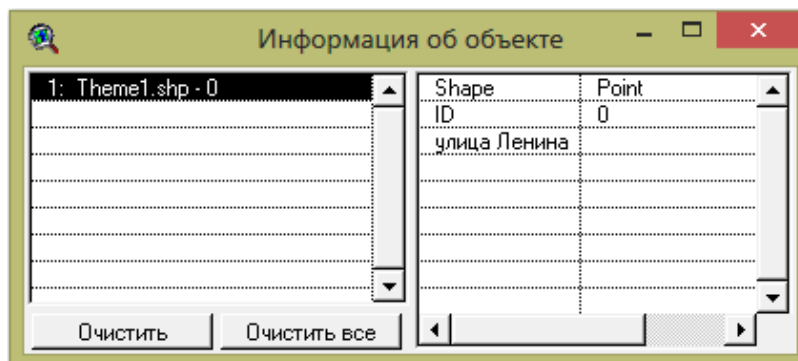 Информация об объекте
1: Theme1.shp - 0
Shape Point
ID 0
улица Ленина
Очистить Очистить все